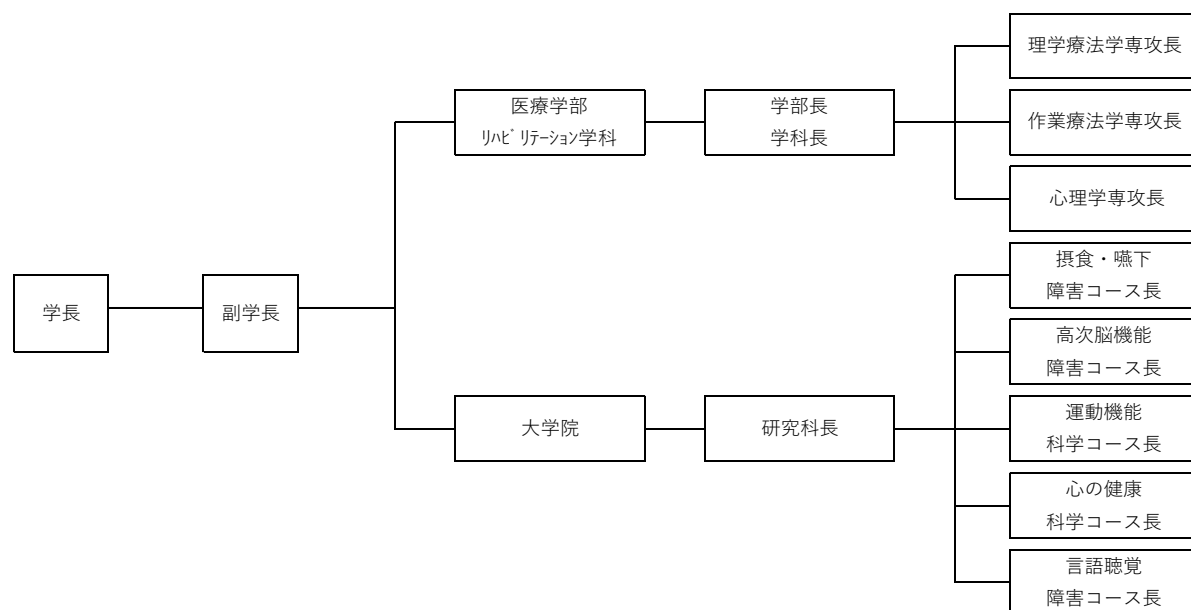 学長
副学長
医療学部
ﾘﾊﾋﾞﾘﾃｰｼｮﾝ学科
学部長
学科長
理学療法学専攻長
作業療法学専攻長
心理学専攻長
大学院
研究科長
摂食・嚥下
障害コース長
高次脳機能
障害コース長
運動機能
科学コース長
心の健康
科学コース長
言語聴覚
障害コース長